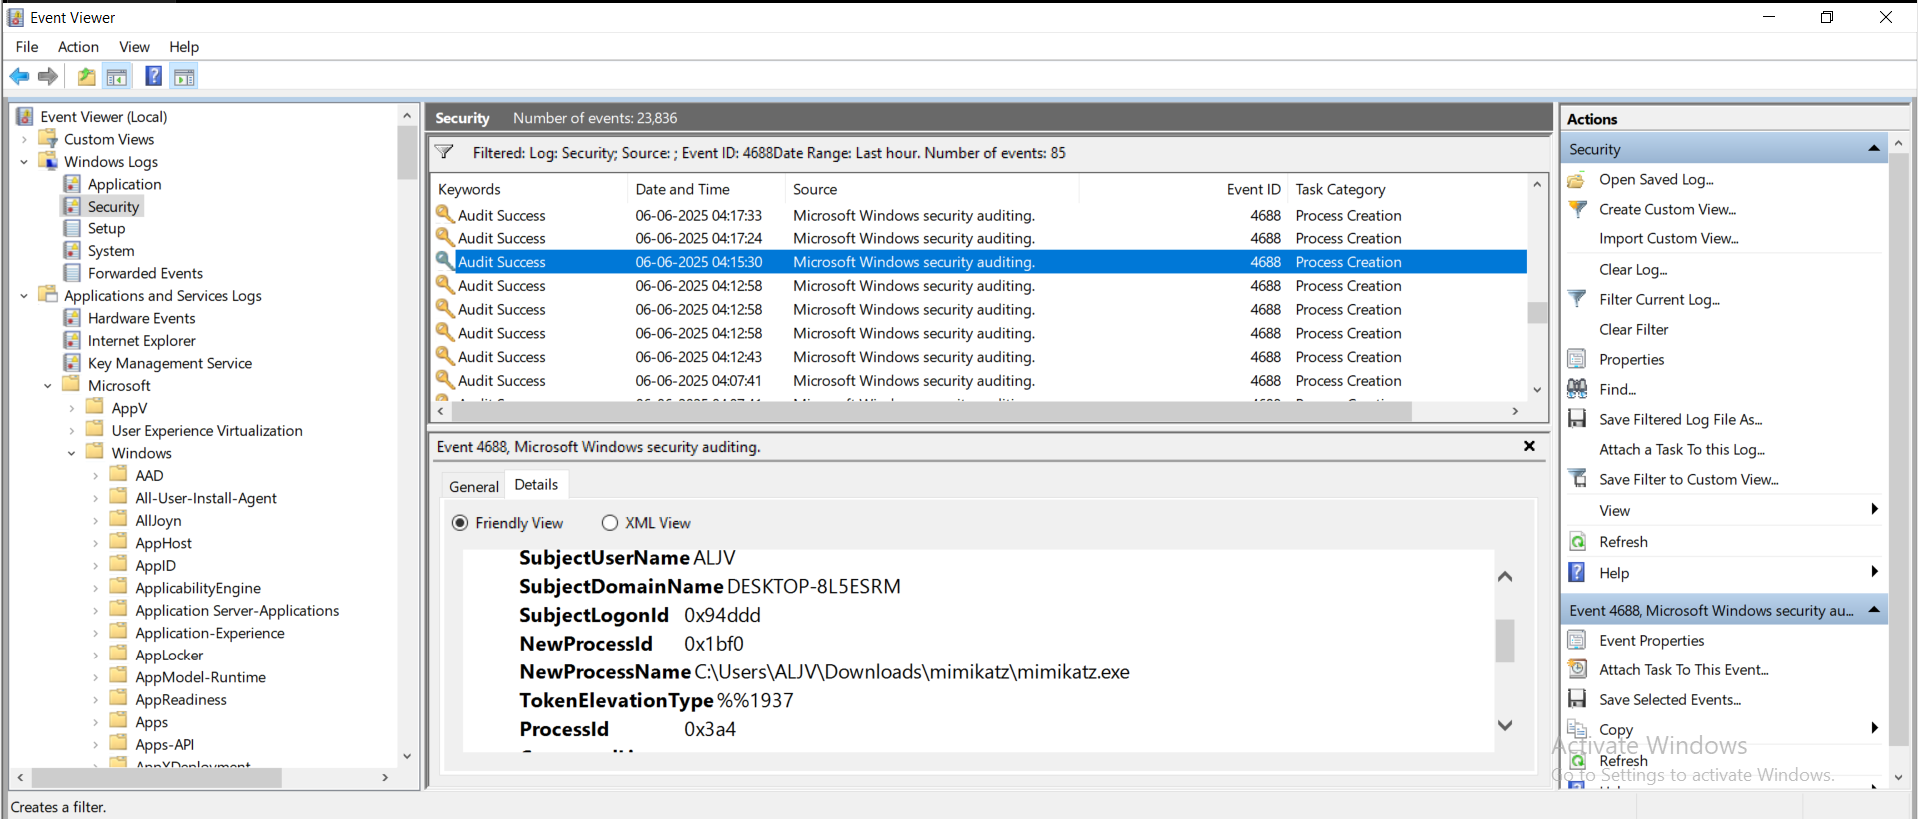 Event Viewer
File Action View Help
Event Viewer (Local)
Custom Views
Windows Logs
Application
Security
Setup
System
Forwarded Events
Applications and Services Logs
Hardware Events
Internet Explorer
Key Management Service
Microsoft
AppV
User Experience Virtualization
Windows
AAD
All-User-Install-Agent
AllJoyn
AppHost
AppID
ApplicabilityEngine
Application Server-Applications
Application-Experience
AppLocker
AppModel-Runtime
AppReadiness
Apps
Apps-API
AppXDeployment
Security Number of events: 23,836
Filtered: Log: Security; Source: ; Event ID: 4688Date Range: Last hour. Number of events: 85
Keywords Date and Time Source Event ID Task Category
Audit Success 06-06-2025 04:17:33 Microsoft Windows security auditing. 4688 Process Creation
Audit Success 06-06-2025 04:17:24 Microsoft Windows security auditing. 4688 Process Creation
Audit Success 06-06-2025 04:15:30 Microsoft Windows security auditing. 4688 Process Creation
Audit Success 06-06-2025 04:12:58 Microsoft Windows security auditing. 4688 Process Creation
Audit Success 06-06-2025 04:12:58 Microsoft Windows security auditing. 4688 Process Creation
Audit Success 06-06-2025 04:12:58 Microsoft Windows security auditing. 4688 Process Creation
Audit Success 06-06-2025 04:12:43 Microsoft Windows security auditing. 4688 Process Creation
Audit Success 06-06-2025 04:07:41 Microsoft Windows security auditing. 4688 Process Creation
Event 4688, Microsoft Windows security auditing.
General Details
Friendly View XML View
SubjectUserName ALJV
SubjectDomainName DESKTOP-8L5ESRM
SubjectLogonId 0x94ddd
NewProcessId 0x1bf0
NewProcessName C:\Users\ALJV\Downloads\mimikatz\mimikatz.exe
TokenElevationType %%1937
ProcessId 0x3a4
Actions
Security
Open Saved Log...
Create Custom View...
Import Custom View...
Clear Log...
Filter Current Log...
Clear Filter
Properties
Find...
Save Filtered Log File As...
Attach a Task To this Log...
Save Filter to Custom View...
View
Refresh
Help
Event 4688, Microsoft Windows security au...
Event Properties
Attach Task To This Event...
Save Selected Events...
Copy
Activate Windows
Refresh
Go to Settings to activate Windows.
Creates a filter.